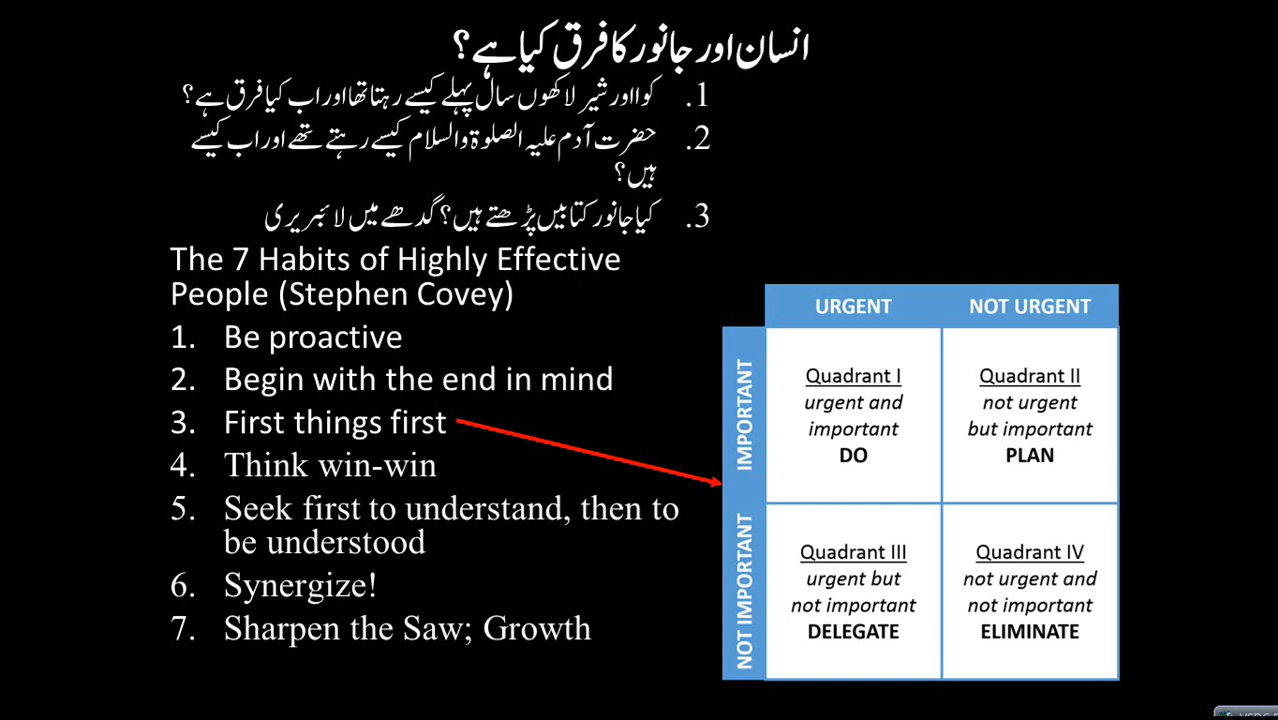 انسان اور جانور کا فرق کیا ہے؟
1. کوا اور شیر لاکھوں سال پہلے کیسے رہتا تھا اور اب کیا فرق ہے؟
2. حضرت آدم علیہ الصلوۃ والسلام کیسے رہتے تھے اور اب کیسے
ہیں؟
3. کیا جانور کتابیں پڑھتے ہیں؟ گدھے میں لائبریری
The 7 Habits of Highly Effective
People (Stephen Covey)
1. Be proactive
2. Begin with the end in mind
3. First things first
4. Think win-win
5. Seek first to understand, then to
be understood
6. Synergize!
7. Sharpen the Saw; Growth
URGENT NOT URGENT
IMPORTANT
Quadrant I
urgent and
important
DO
Quadrant II
not urgent
but important
PLAN
NOT IMPORTANT
Quadrant III
urgent but
not important
DELEGATE
Quadrant IV
not urgent and
not important
ELIMINATE